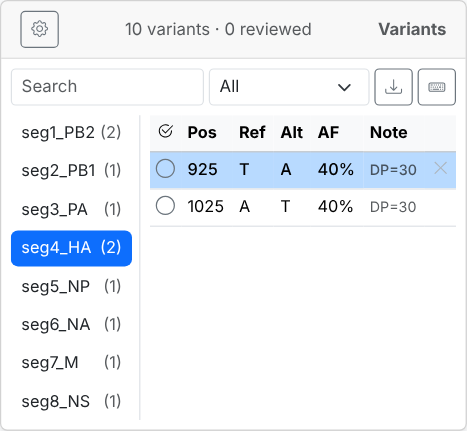 10 variants · 0 reviewed Variants
Search All
seg1_PB2 (2)
seg2_PB1 (1)
seg3_PA (1)
seg4_HA (2)
seg5_NP (1)
seg6_NA (1)
seg7_M (1)
seg8_NS (1)
Pos Ref Alt AF Note
925 T A 40% DP=30
1025 A T 40% DP=30